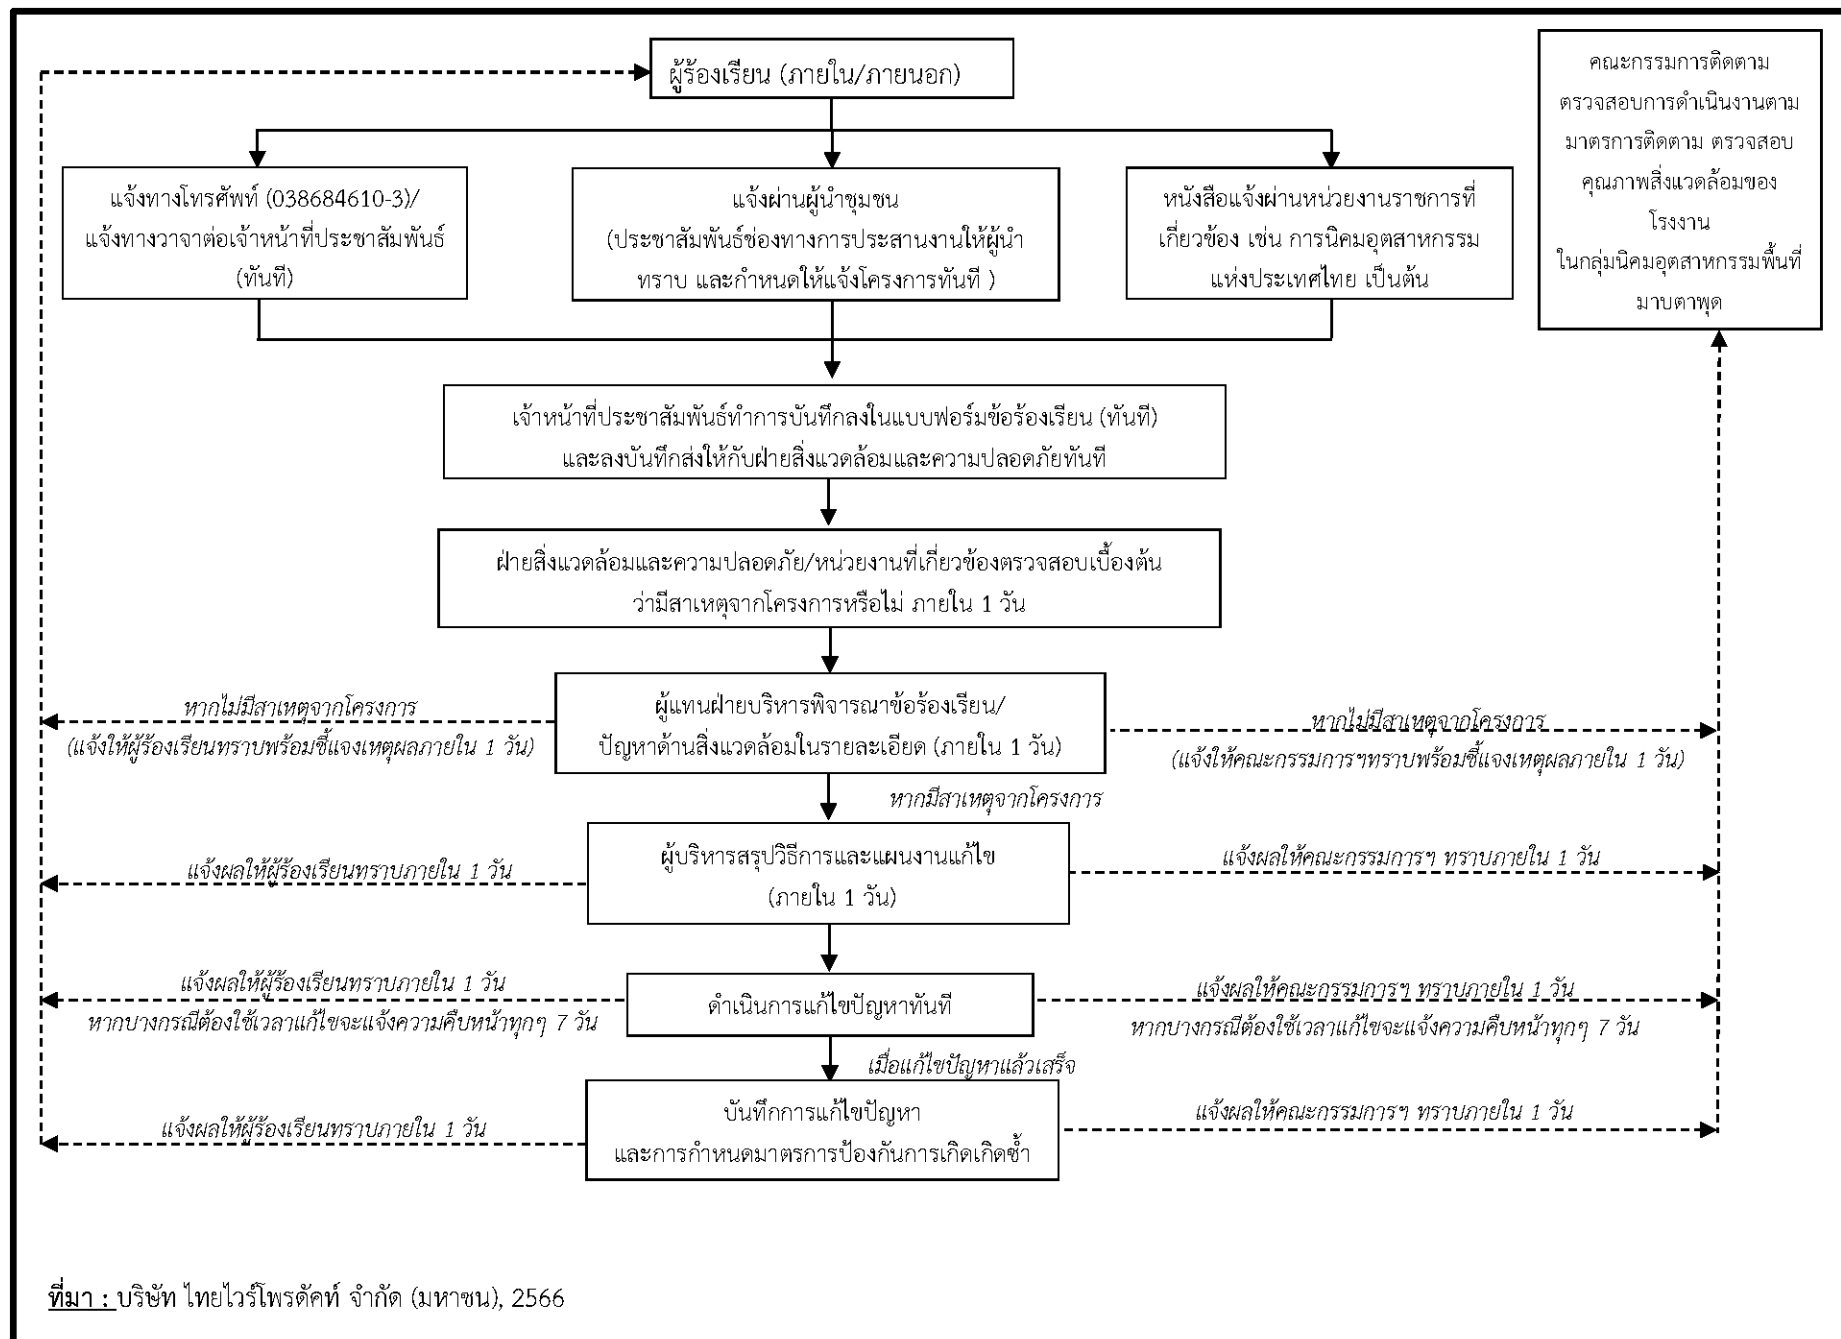 ผู้ร้องเรียน (ภายใน/ภายนอก)
คณะกรรมการติดตาม
ตรวจสอบการดำเนินงานตาม
มาตรการติดตาม ตรวจสอบ
คุณภาพสิ่งแวดล้อมของ
โรงงาน
ในกลุ่มนิคมอุตสาหกรรมพื้นที่
มาบตาพุด
แจ้งทางโทรศัพท์ (038684610-3)/
แจ้งทางวาจาต่อเจ้าหน้าที่ประชาสัมพันธ์
(ทันที)
แจ้งผ่านผู้นำชุมชน
(ประชาสัมพันธ์ช่องทางการประสานงานให้ผู้นำ
ทราบ และกำหนดให้แจ้งโครงการทันที )
หนังสือแจ้งผ่านหน่วยงานราชการที่
เกี่ยวข้อง เช่น การนิคมอุตสาหกรรม
แห่งประเทศไทย เป็นต้น
เจ้าหน้าที่ประชาสัมพันธ์ทำการบันทึกลงในแบบฟอร์มข้อร้องเรียน (ทันที)
และลงบันทึกส่งให้กับฝ่ายสิ่งแวดล้อมและความปลอดภัยทันที
ฝ่ายสิ่งแวดล้อมและความปลอดภัย/หน่วยงานที่เกี่ยวข้องตรวจสอบเบื้องต้น
ว่ามีสาเหตุจากโครงการหรือไม่ ภายใน 1 วัน
หากไม่มีสาเหตุจากโครงการ
(แจ้งให้ผู้ร้องเรียนทราบพร้อมชี้แจงเหตุผลภายใน 1 วัน)
ผู้แทนฝ่ายบริหารพิจารณาข้อร้องเรียน/
ปัญหาด้านสิ่งแวดล้อมในรายละเอียด (ภายใน 1 วัน)
หากไม่มีสาเหตุจากโครงการ
(แจ้งให้คณะกรรมการฯทราบพร้อมชี้แจงเหตุผลภายใน 1 วัน)
หากมีสาเหตุจากโครงการ
แจ้งผลให้ผู้ร้องเรียนทราบภายใน 1 วัน
ผู้บริหารสรุปวิธีการและแผนงานแก้ไข
(ภายใน 1 วัน)
แจ้งผลให้คณะกรรมการฯ ทราบภายใน 1 วัน
แจ้งผลให้ผู้ร้องเรียนทราบภายใน 1 วัน
หากบางกรณีต้องใช้เวลาแก้ไขจะแจ้งความคืบหน้าทุกๆ 7 วัน
ดำเนินการแก้ไขปัญหาทันที
แจ้งผลให้คณะกรรมการฯ ทราบภายใน 1 วัน
หากบางกรณีต้องใช้เวลาแก้ไขจะแจ้งความคืบหน้าทุกๆ 7 วัน
เมื่อแก้ไขปัญหาแล้วเสร็จ
แจ้งผลให้ผู้ร้องเรียนทราบภายใน 1 วัน
บันทึกการแก้ไขปัญหา
และการกำหนดมาตรการป้องกันการเกิดเกิดซ้ำ
แจ้งผลให้คณะกรรมการฯ ทราบภายใน 1 วัน
ที่มา : บริษัท ไทยไวร์โพรดัคท์ จำกัด (มหาชน), 2566